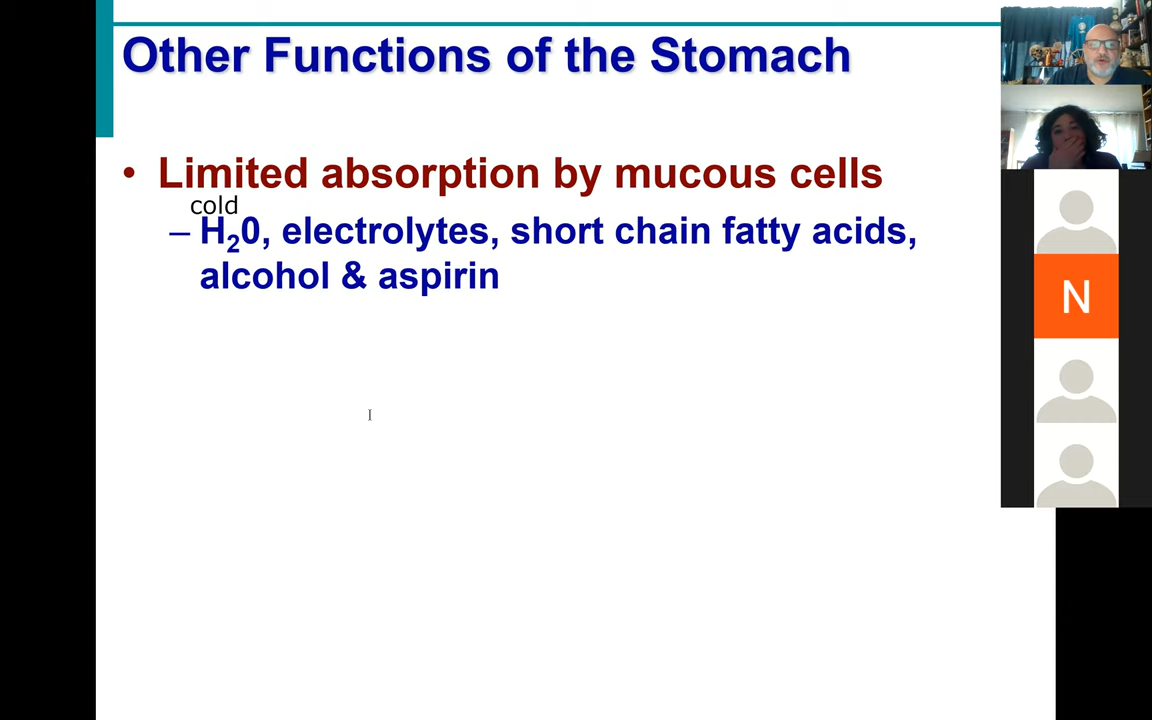 Other Functions of the Stomach
• Limited absorption by mucous cells
cold
– H₂0, electrolytes, short chain fatty acids,
alcohol & aspirin
N